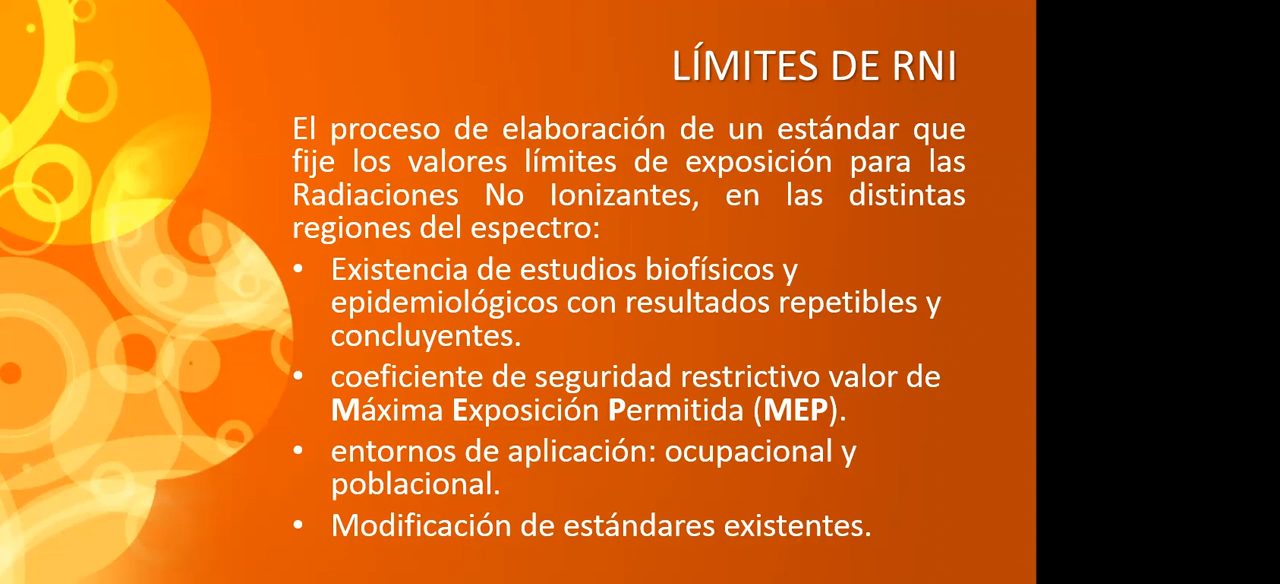 LÍMITES DE RNI
El proceso de elaboración de un estándar que
fije los valores límites de exposición para las
Radiaciones No Ionizantes, en las distintas
regiones del espectro:
• Existencia de estudios biofísicos y
epidemiológicos con resultados repetibles y
concluyentes.
• coeficiente de seguridad restrictivo valor de
Máxima Exposición Permitida (MEP).
• entornos de aplicación: ocupacional y
poblacional.
• Modificación de estándares existentes.